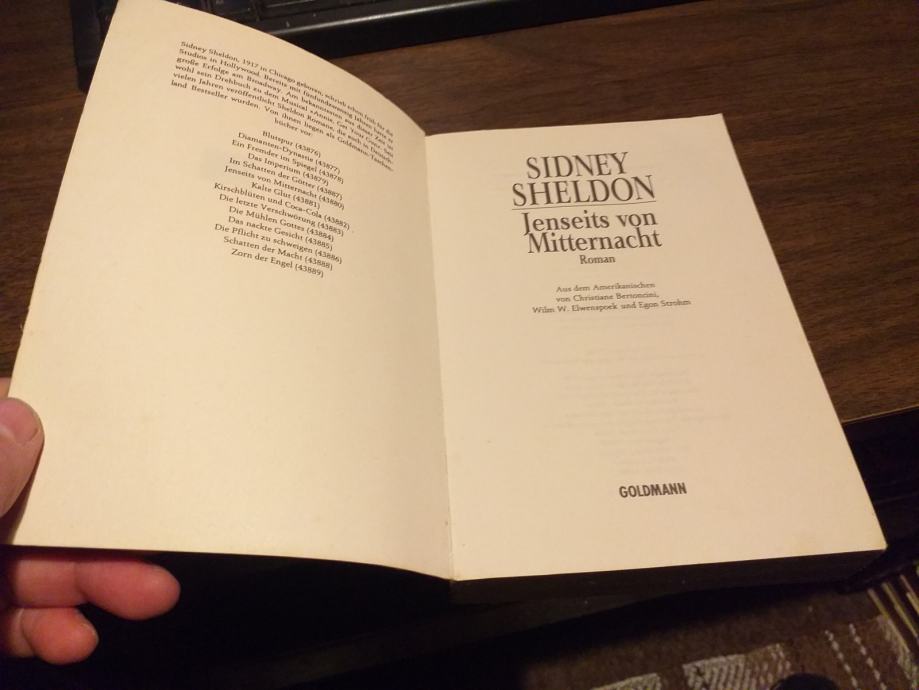 Sidney Sheldon, 1917 in Chicago geboren, schrieb schon früh für die
Studios in Hollywood. Bereits mit fünfundzwanzig Jahren hatte er
große Erfolge am Broadway. Am bekanntesten aus dieser Zeit ist
wohl sein Drehbuch zu dem Musical »Annie, Get Your Gun«. Seit
vielen Jahren veröffentlicht Sheldon Romane, die auch in Deutsch-
land Bestseller wurden. Von ihnen liegen als Goldmann-Taschen-
bücher vor:
Blutspur (43876)
Diamanten-Dynastie (43877)
Ein Fremder im Spiegel (43878)
Das Imperium (43879)
Im Schatten der Götter (43887)
Jenseits von Mitternacht (43880)
Kalte Glut (43881)
Kirschblüten und Coca-Cola (43882)
Die letzte Verschwörung (43883)
Die Mühlen Gottes (43884)
Das nackte Gesicht (43885)
Die Pflicht zu schweigen (43886)
Schatten der Macht (43888)
Zorn der Engel (43889)
SIDNEY
SHELDON
Jenseits von
Mitternacht
Roman
Aus dem Amerikanischen
von Christiane Bertoncini,
Wilm W. Elwenspoek und Egon Strohm
GOLDMANN